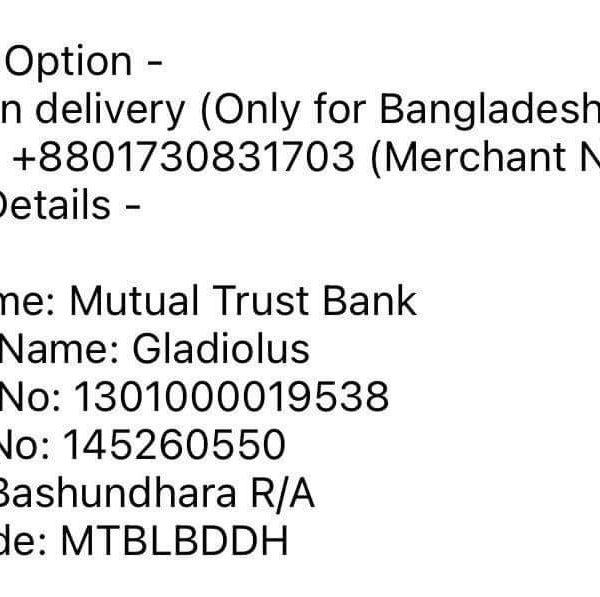 Option -
n delivery (Only for Bangladesh
+8801730831703 (Merchant N
Details -
me: Mutual Trust Bank
Name: Gladiolus
No: 1301000019538
No: 145260550
Bashundhara R/A
de: MTBLBDDH